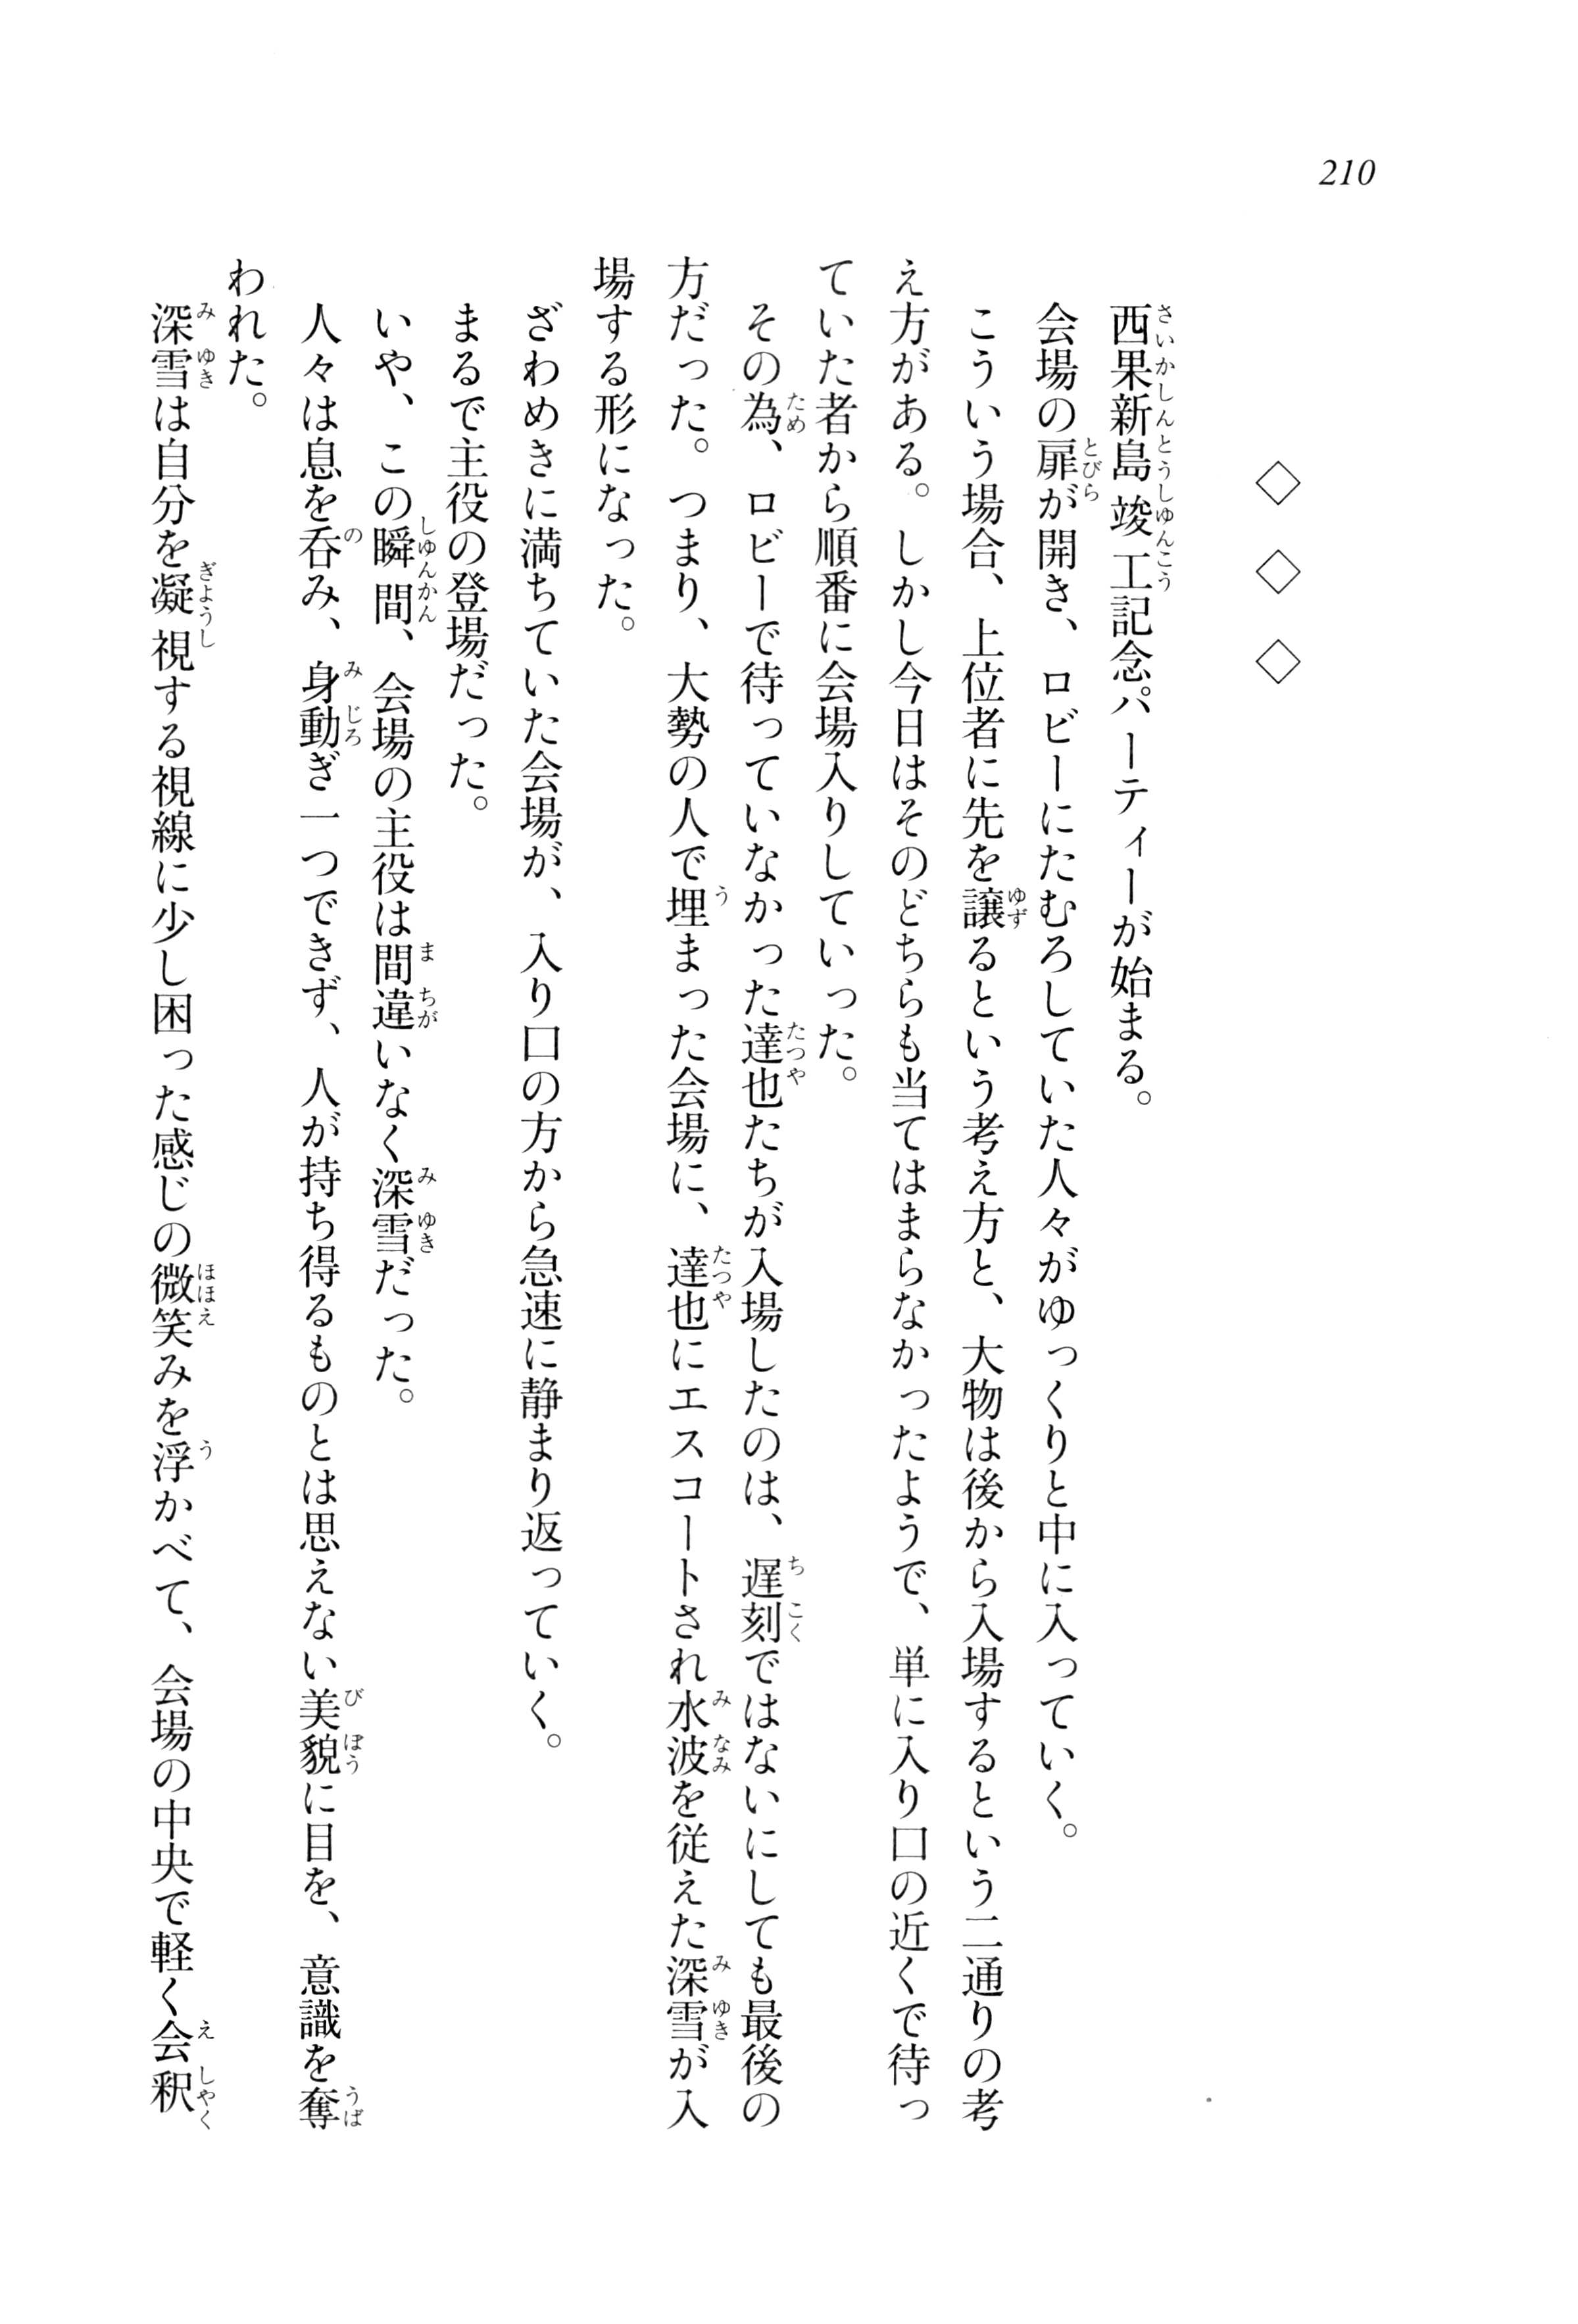 210
◇ ◇ ◇
西果新島竣工記念パーティーが始まる。
会場の扉が開き、ロビーにたむろしていた人々がゆっくりと中に入っていく。
こういう場合、上位者に先を譲るという考え方と、大物は後から入場するという二通りの考
え方がある。しかし今日はそのどちらも当てはまらなかったようで、単に入り口の近くで待っ
ていた者から順番に会場入りしていった。
その為、ロビーで待っていなかった達也たちが入場したのは、遅刻ではないにしても最後の
方だった。つまり、大勢の人で埋まった会場に、達也にエスコートされ水波を従えた深雪が入
場する形になった。
ざわめきに満ちていた会場が、入り口の方から急速に静まり返っていく。
まるで主役の登場だった。
いや、この瞬間、会場の主役は間違いなく深雪だった。
人々は息を呑み、身動ぎ一つできず、人が持ち得るものとは思えない美貌に目を、意識を奪
われた。
深雪は自分を凝視する視線に少し困った感じの微笑みを浮かべて、会場の中央で軽く会釈